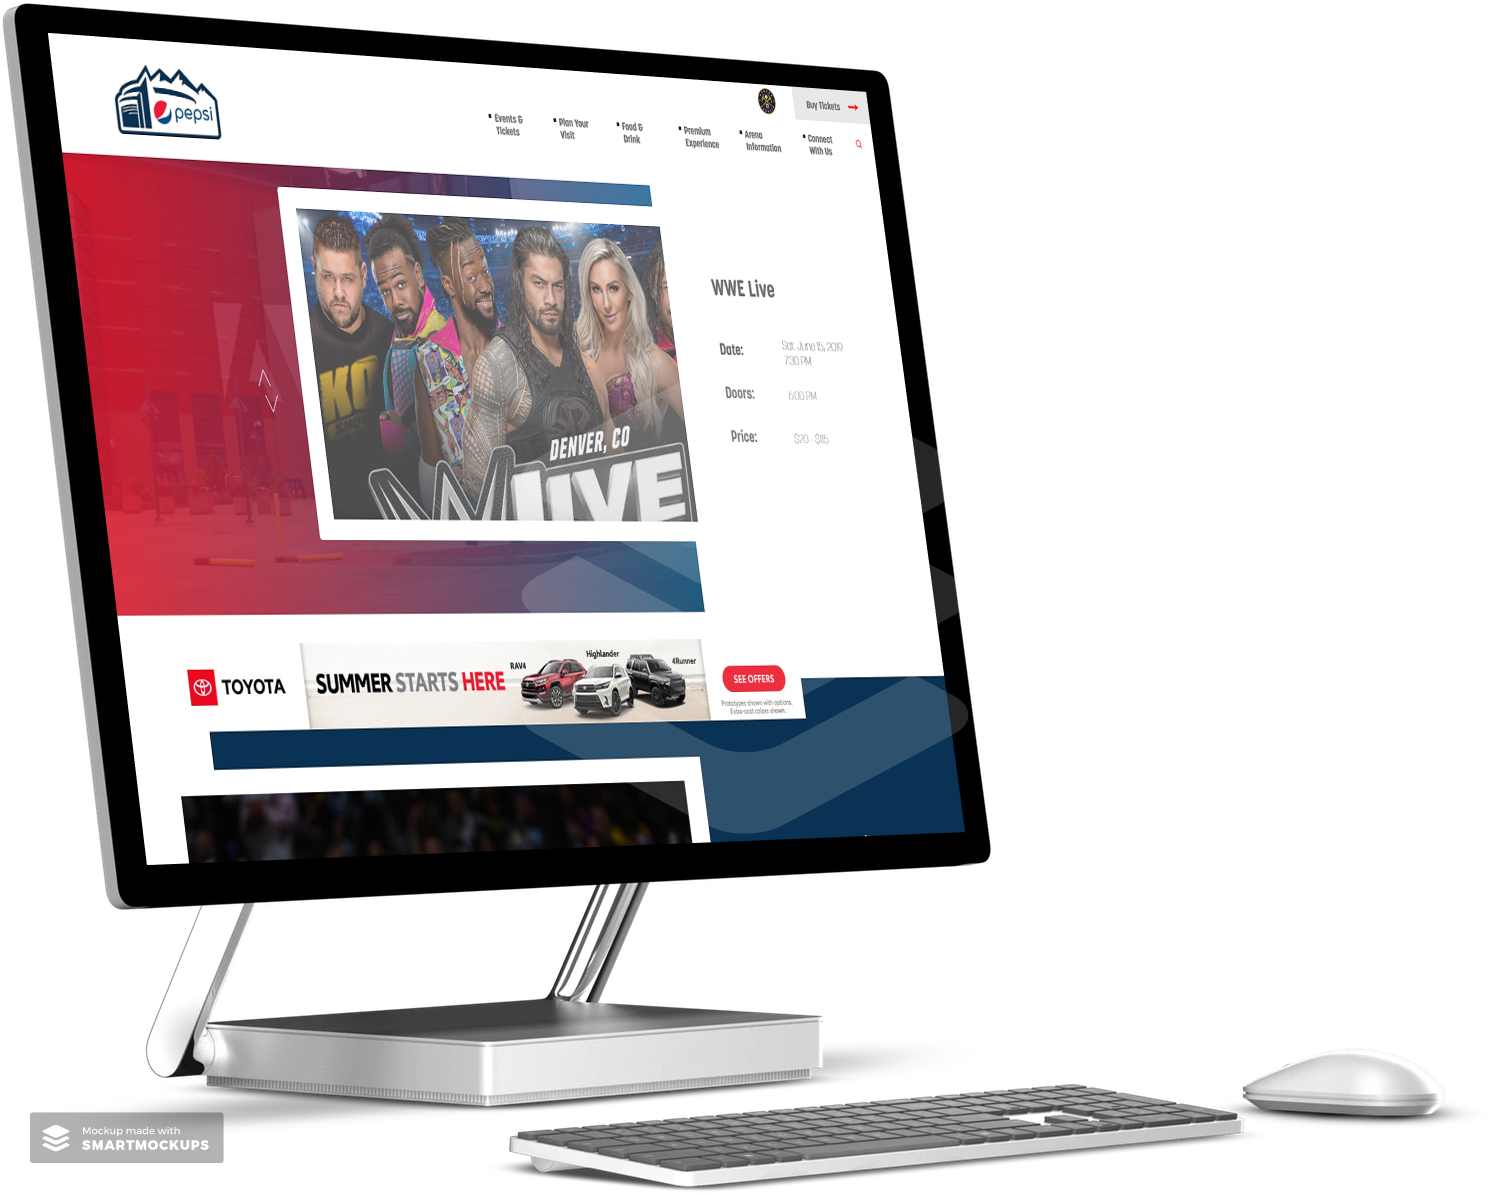 pepsi
Buy Tickets
Events &
Tickets
Plan Your
Visit
Food &
Drink
Premium
Experience
Arena
Information
Connect
With Us
KO
DENVER, CO
LIVE
WWE Live
Date:
Sat. June 15, 2019
7:30 PM
Doors:
6:00 PM
Price:
$20 - $115
TOYOTA
SUMMER STARTS HERE
RAV4
Highlander
4Runner
SEE OFFERS
Prototypes shown with options.
Extra-cost colors shown.
Mockup made with
SMARTMOCKUPS